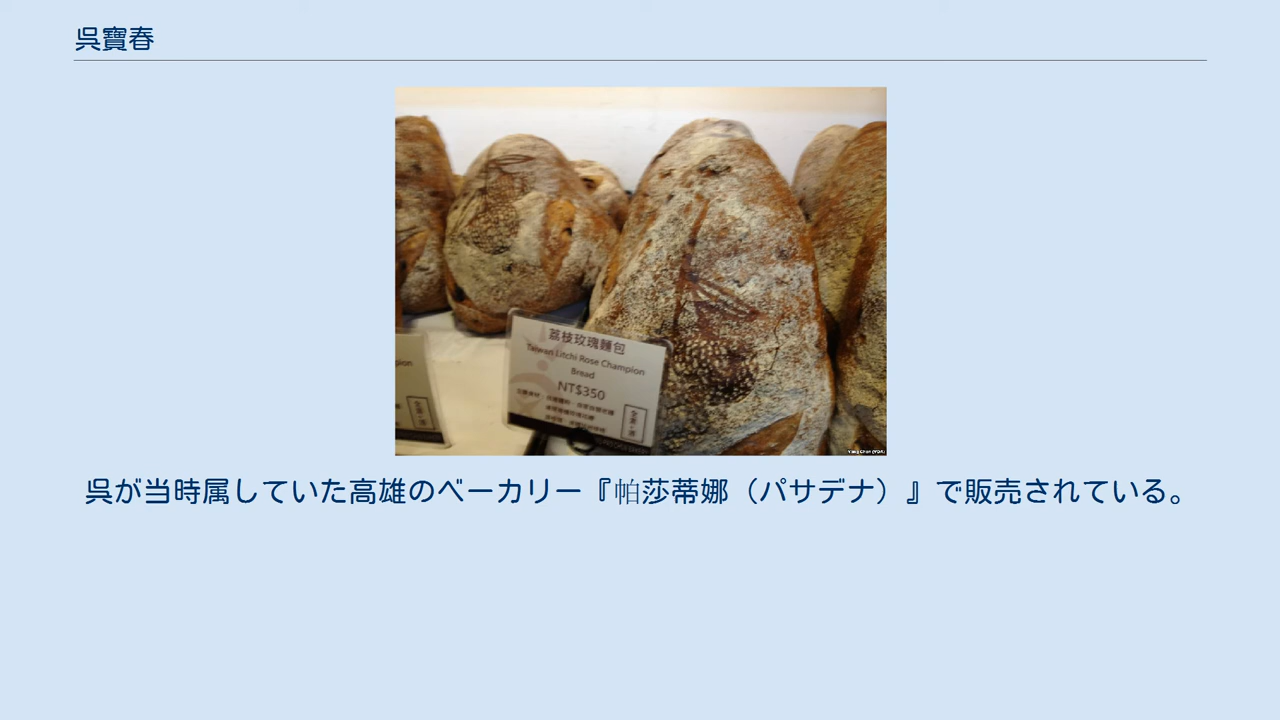 呉寶春
荔枝玫瑰麵包
Taiwan Litchi Rose Champion
Bread
NT$350
呉が当時属していた高雄のベーカリー『帕莎蒂娜（パサデナ）』で販売されている。